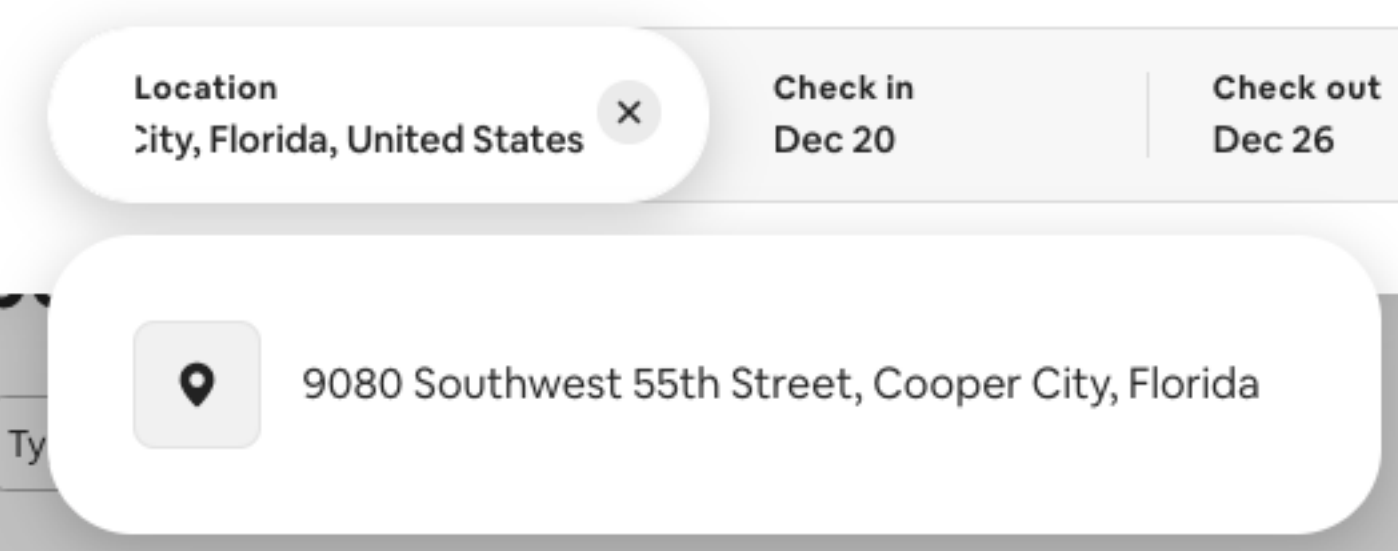 Location
City, Florida, United States
Check in
Dec 20
Check out
Dec 26
9080 Southwest 55th Street, Cooper City, Florida
Ty